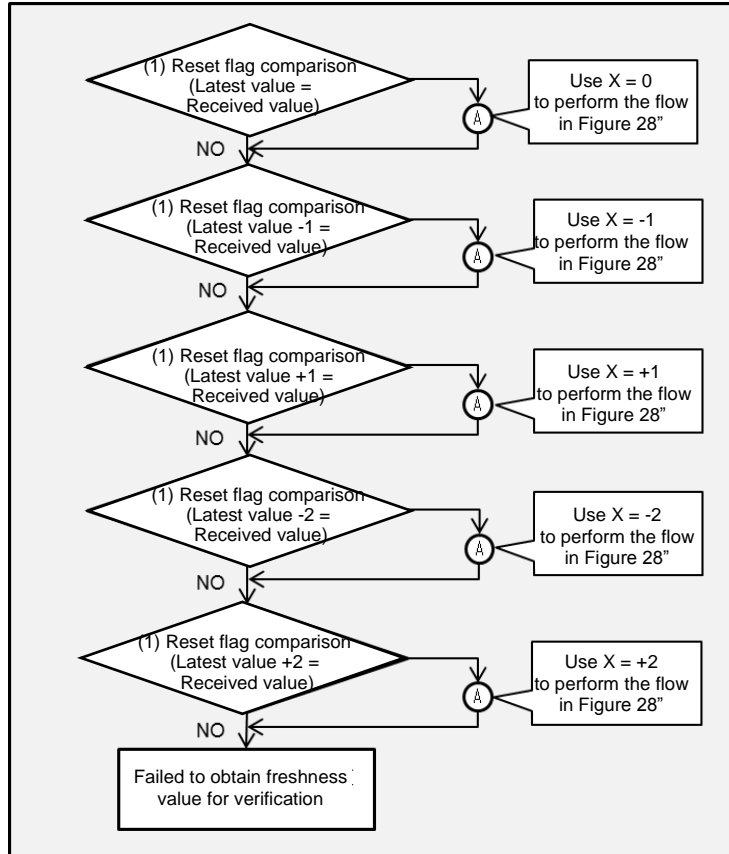 (1) Reset flag comparison
(Latest value =
Received value)
A
Use X = 0
to perform the flow
in Figure 28”
NO
(1) Reset flag comparison
(Latest value -1 =
Received value)
A
Use X = -1
to perform the flow
in Figure 28”
NO
(1) Reset flag comparison
(Latest value +1 =
Received value)
A
Use X = +1
to perform the flow
in Figure 28”
NO
(1) Reset flag comparison
(Latest value -2 =
Received value)
A
Use X = -2
to perform the flow
in Figure 28”
NO
(1) Reset flag comparison
(Latest value +2 =
Received value)
A
Use X = +2
to perform the flow
in Figure 28”
NO
Failed to obtain freshness
value for verification